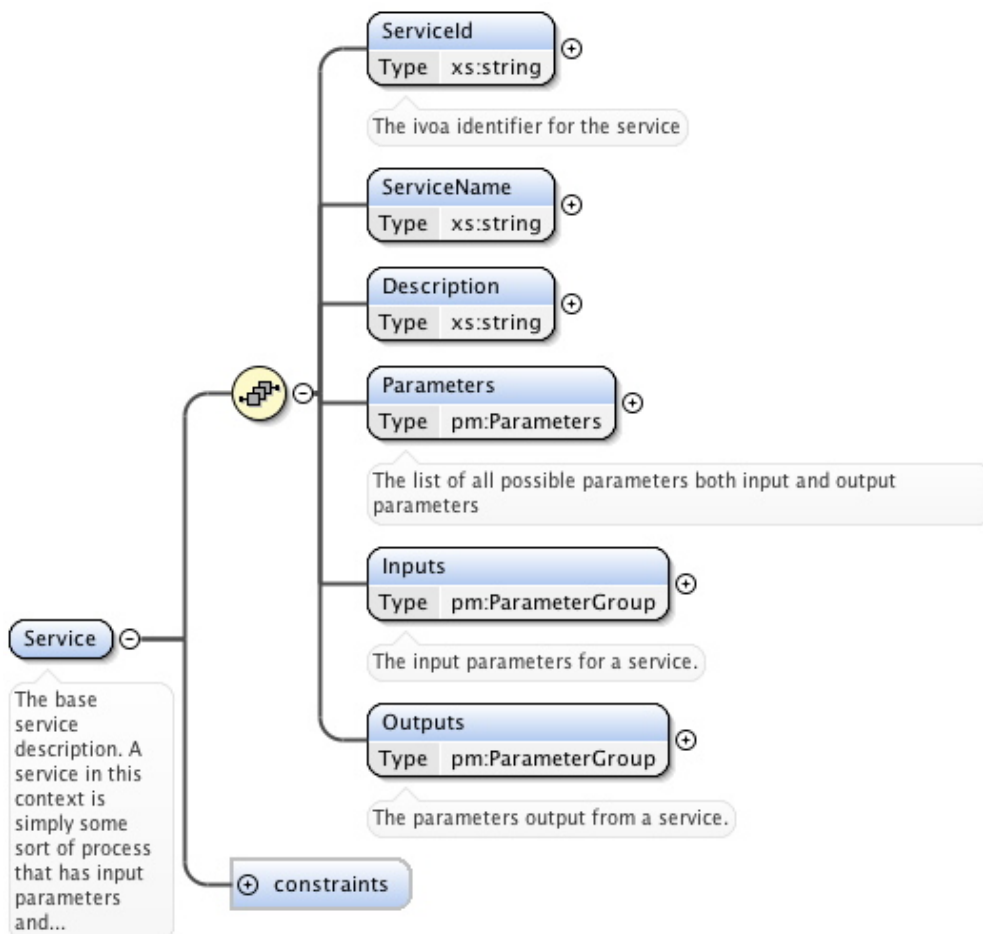 ServiceId
Type xs:string
The ivoa identifier for the service
ServiceName
Type xs:string
Description
Type xs:string
Parameters
Type pm:Parameters
The list of all possible parameters both input and output
parameters
Inputs
Type pm:ParameterGroup
The input parameters for a service.
Outputs
Type pm:ParameterGroup
The parameters output from a service.
Service
The base
service
description. A
service in this
context is
simply some
sort of process
that has input
parameters
and...
constraints